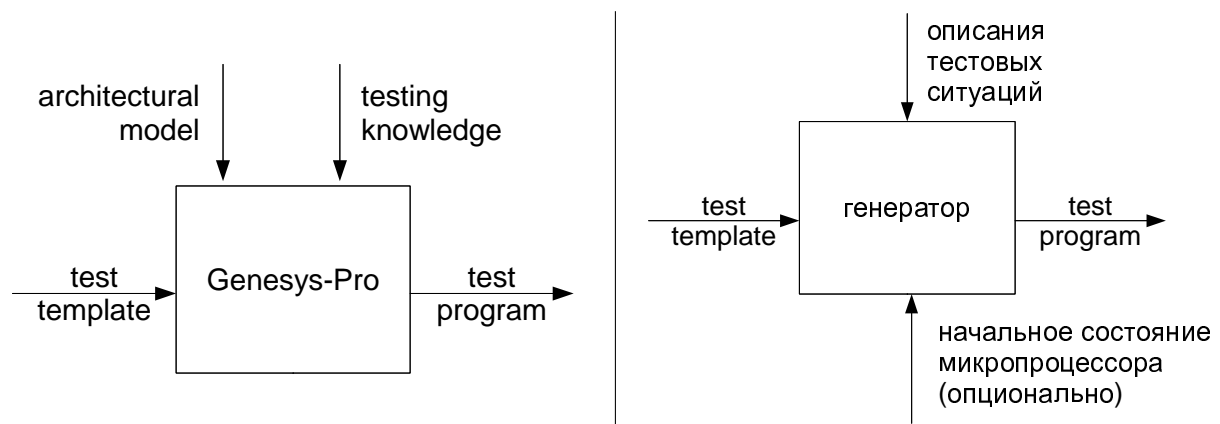 architectural
model
testing
knowledge
test
template
Genesys-Pro
test
program
описания
тестовых
ситуаций
test
template
генератор
test
program
начальное состояние
микропроцессора
(опционально)